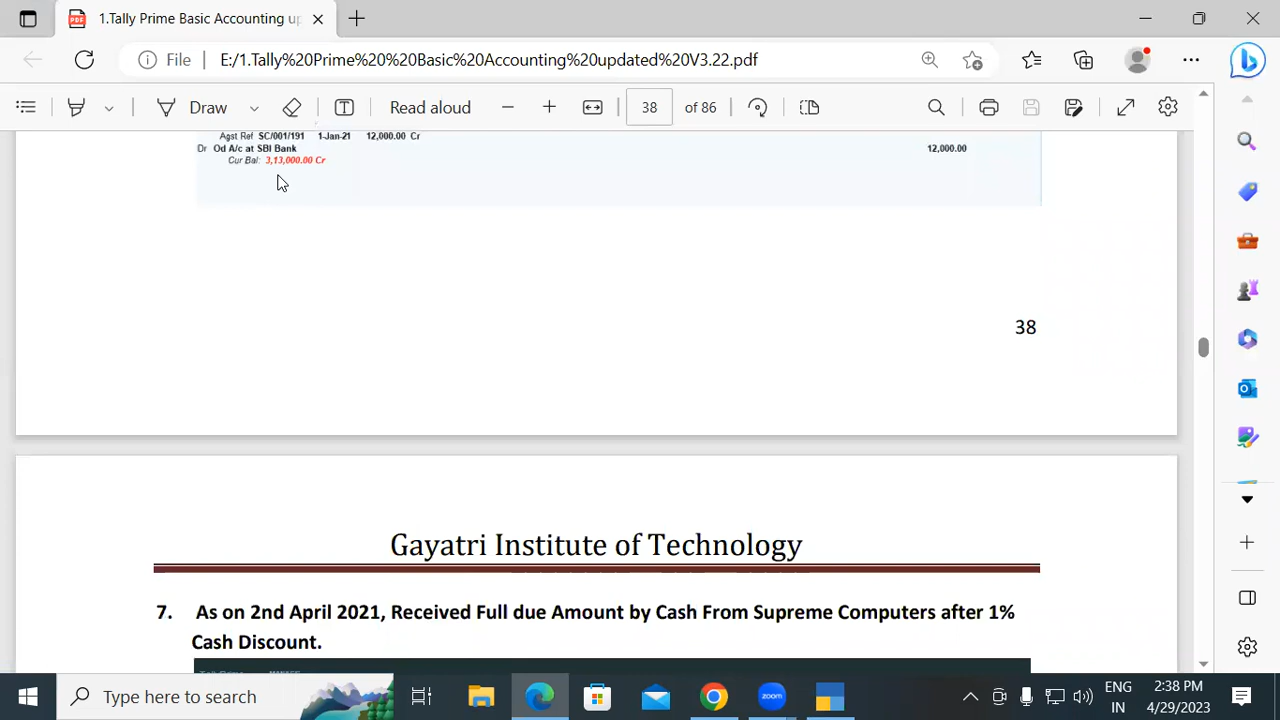 1.Tally Prime Basic Accounting up
File
E:/1.Tally%20Prime%20%20Basic%20Accounting%20updated%20V3.22.pdf
Draw
Read aloud
38 of 86
Agst Ref SC/001/191 1-Jan-21 12,000.00 Cr
Dr Od A/c at SBI Bank 12,000.00
Cur Bal: 3,13,000.00 Cr
38
Gayatri Institute of Technology
7. As on 2nd April 2021, Received Full due Amount by Cash From Supreme Computers after 1%
Cash Discount.
Type here to search
zoom
ENG
IN
2:38 PM
4/29/2023